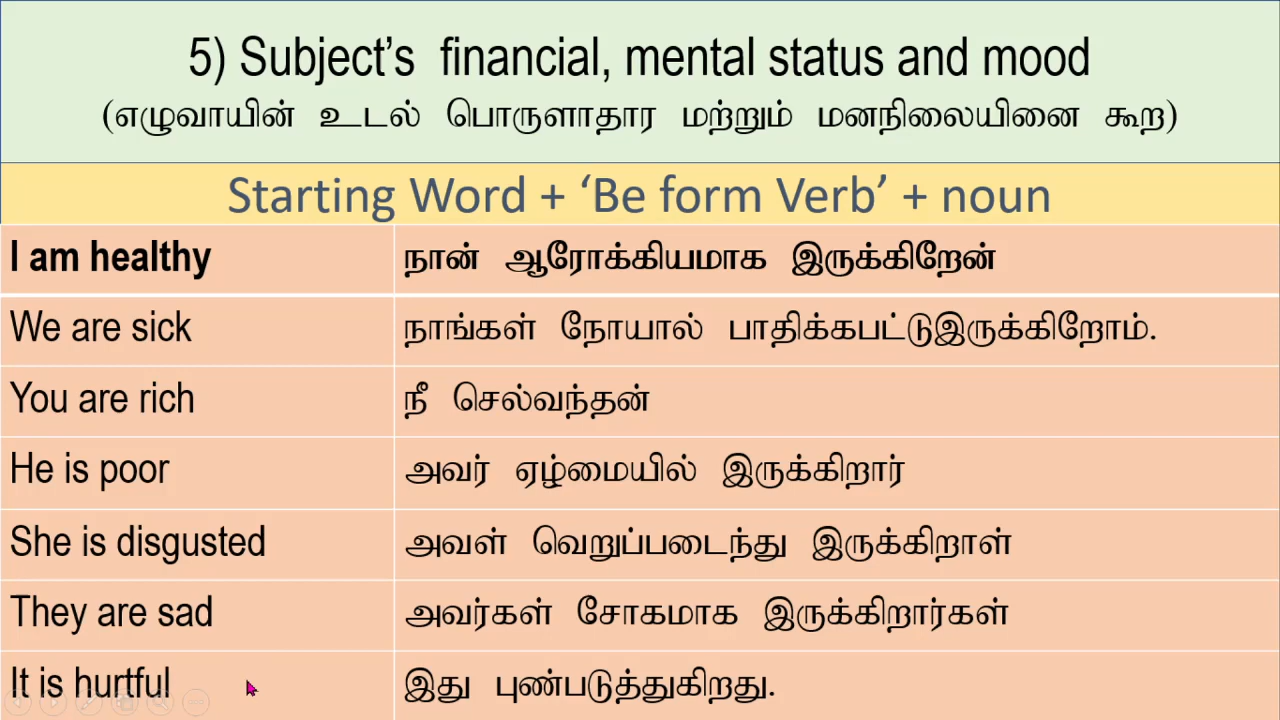 5) Subject’s financial, mental status and mood
(எழுவாயின் உடல் பொருளாதார மற்றும் மனநிலையினை கூற)
Starting Word + ‘Be form Verb’ + noun
I am healthy நான் ஆரோக்கியமாக இருக்கிறேன்
We are sick நாங்கள் நோயால் பாதிக்கபட்டுஇருக்கிறோம்.
You are rich நீ செல்வந்தன்
He is poor அவர் ஏழ்மையில் இருக்கிறார்
She is disgusted அவள் வெறுப்படைந்து இருக்கிறாள்
They are sad அவர்கள் சோகமாக இருக்கிறார்கள்
It is hurtful இது புண்படுத்துகிறது.